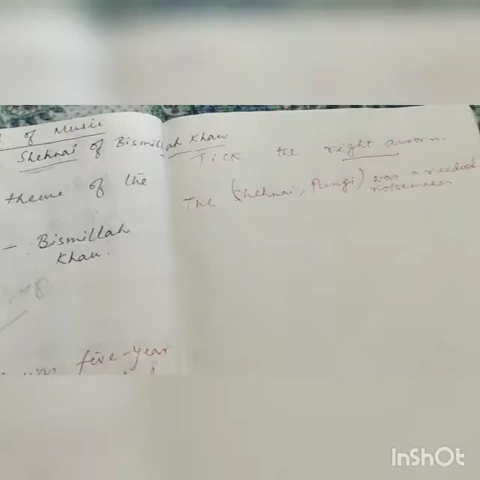 of Music
Shehnai of Bismillah Khan
theme of the
- Bismillah
Khan.
five-year
Tick the right
The (Shehnai, Pungi) was a reeded
noisemaker
InShOt